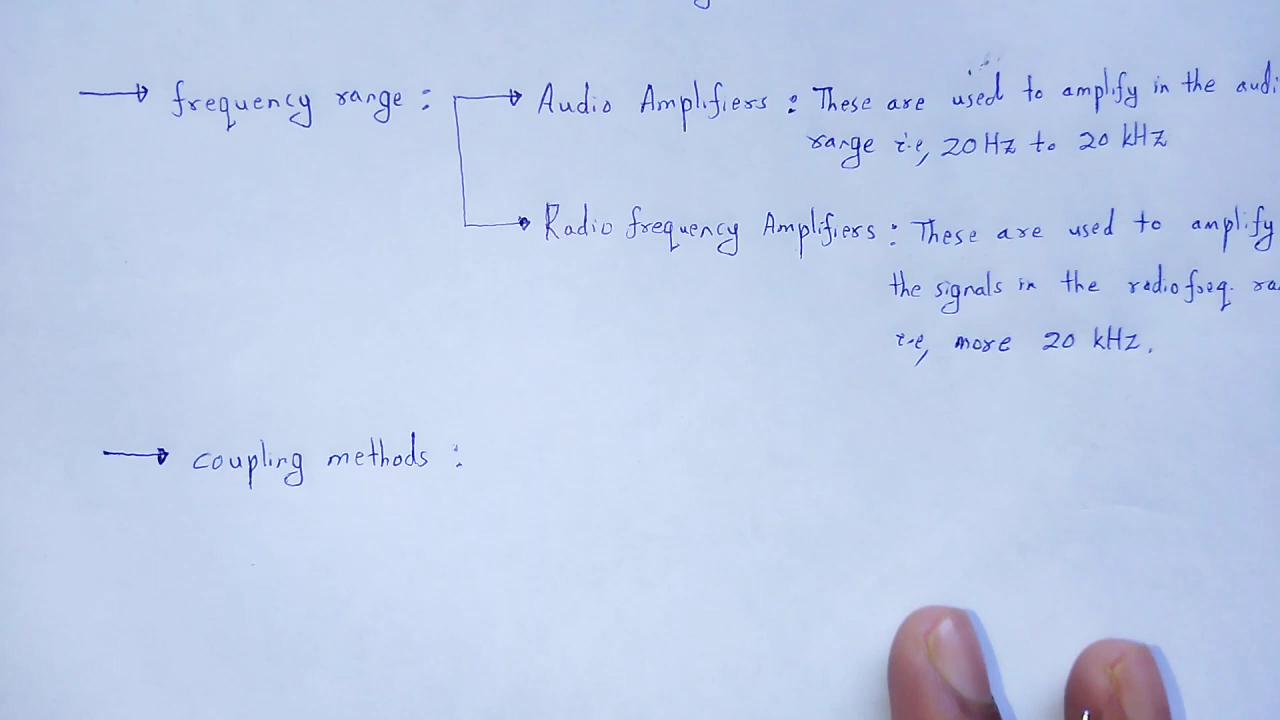 → frequency range : → Audio Amplifiers : These are used to amplify in the audi
range i.e, 20 Hz to 20 kHz
→ Radio frequency Amplifiers : These are used to amplify
the signals in the radio freq. ra
i.e, more 20 kHz.
→ coupling methods :